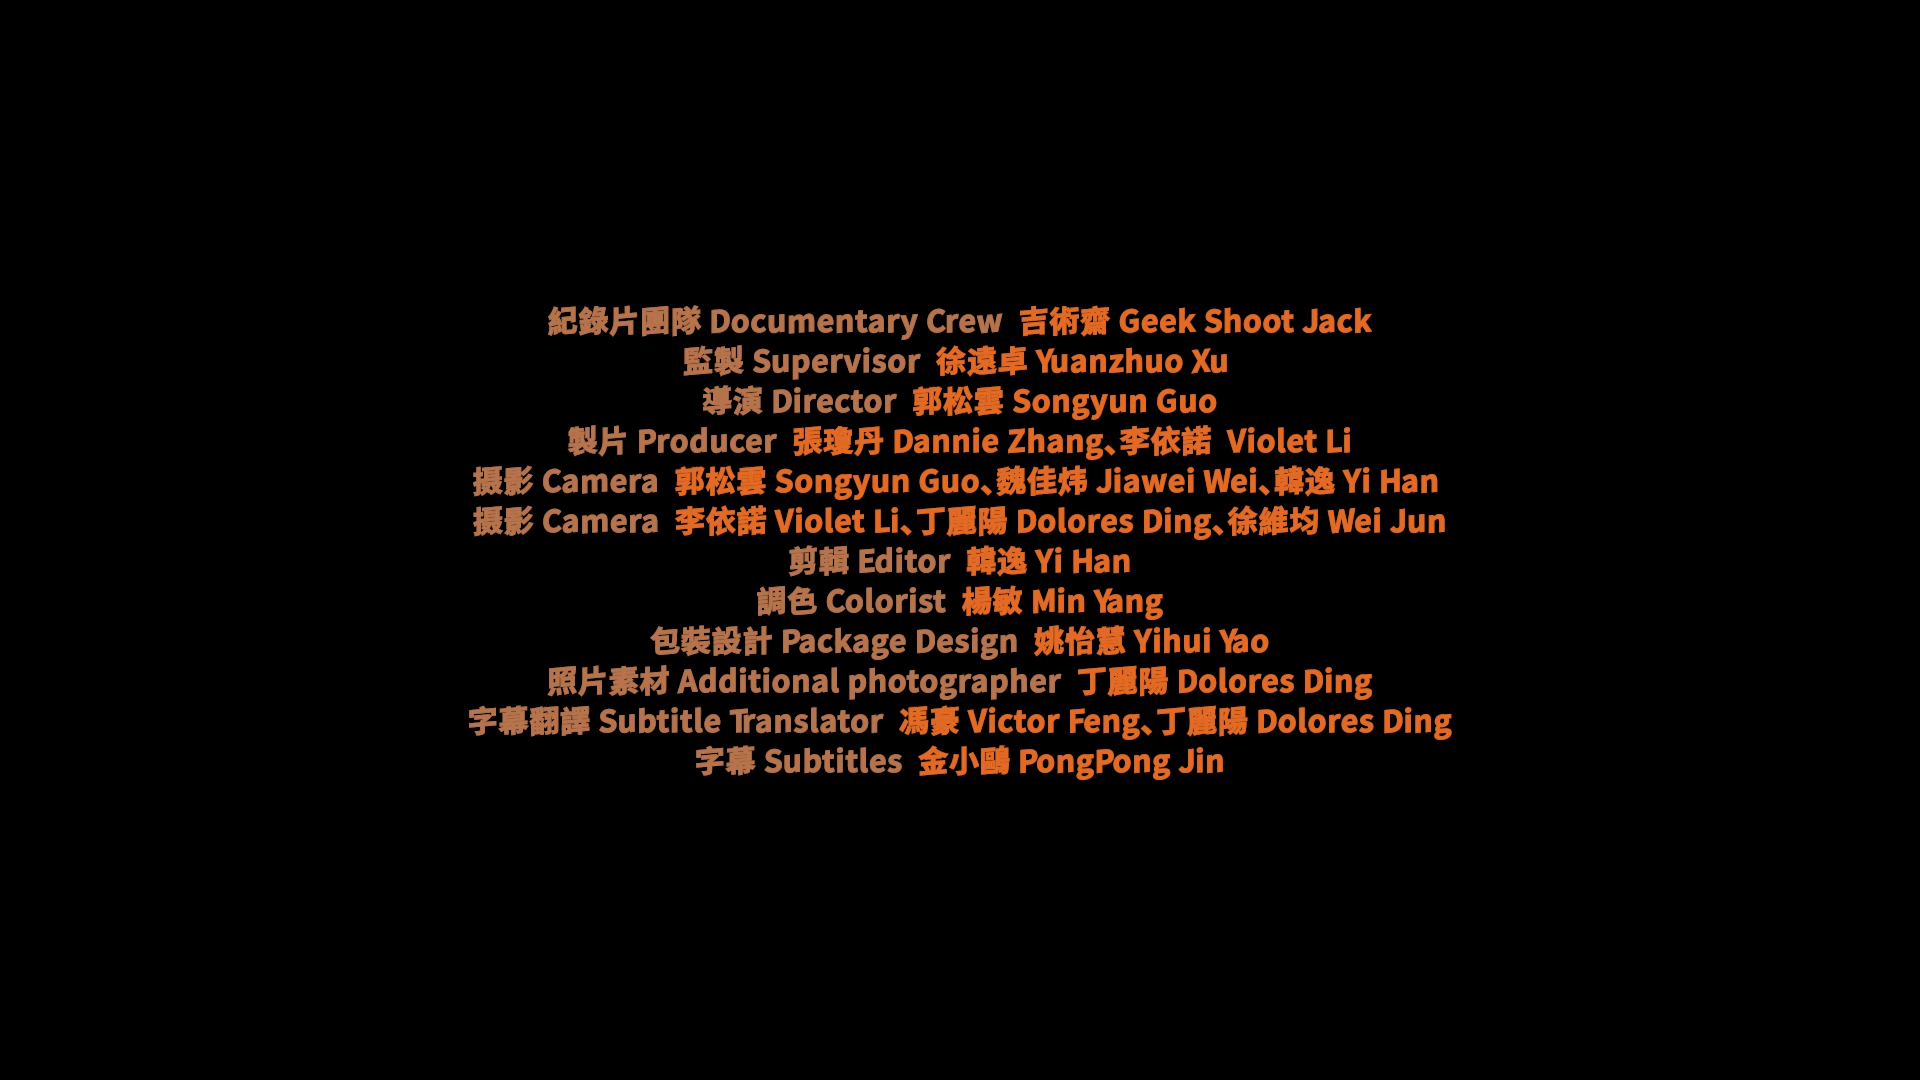 紀錄片團隊 Documentary Crew 吉術齋 Geek Shoot Jack
監製 Supervisor 徐遠卓 Yuanzhuo Xu
導演 Director 郭松雲 Songyun Guo
製片 Producer 張瓊丹 Dannie Zhang、李依諾 Violet Li
摄影 Camera 郭松雲 Songyun Guo、魏佳炜 Jiawei Wei、韓逸 Yi Han
摄影 Camera 李依諾 Violet Li、丁麗陽 Dolores Ding、徐維均 Wei Jun
剪輯 Editor 韓逸 Yi Han
調色 Colorist 楊敏 Min Yang
包裝設計 Package Design 姚怡慧 Yihui Yao
照片素材 Additional photographer 丁麗陽 Dolores Ding
字幕翻譯 Subtitle Translator 馮豪 Victor Feng、丁麗陽 Dolores Ding
字幕 Subtitles 金小鷗 PongPong Jin